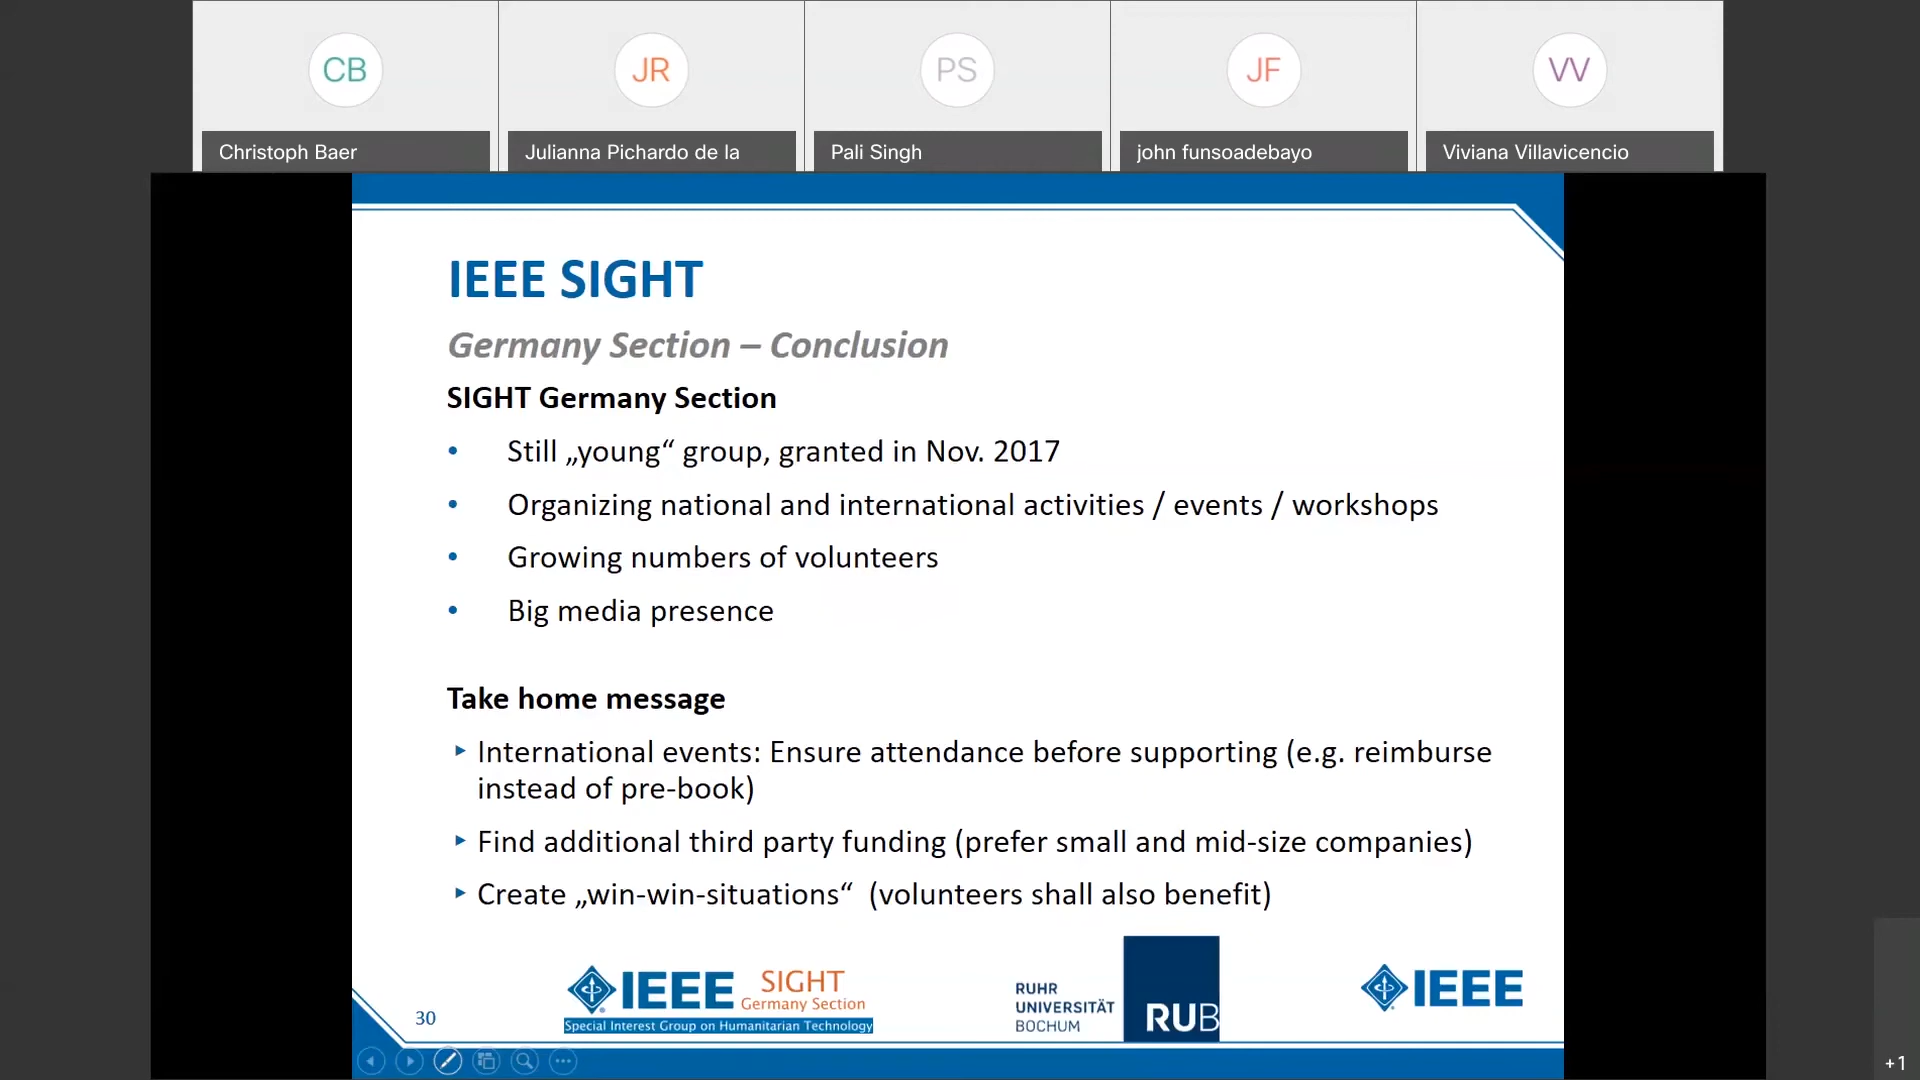 CB
JR
PS
JF
VV
Christoph Baer
Julianna Pichardo de la
Pali Singh
john funsoadebayo
Viviana Villavicencio
IEEE SIGHT
Germany Section – Conclusion
SIGHT Germany Section
• Still „young“ group, granted in Nov. 2017
• Organizing national and international activities / events / workshops
• Growing numbers of volunteers
• Big media presence
Take home message
▸ International events: Ensure attendance before supporting (e.g. reimburse
instead of pre-book)
▸ Find additional third party funding (prefer small and mid-size companies)
▸ Create „win-win-situations“ (volunteers shall also benefit)
30
IEEE SIGHT
Germany Section
Special Interest Group on Humanitarian Technology
RUHR
UNIVERSITÄT
BOCHUM
RUB
IEEE
+1